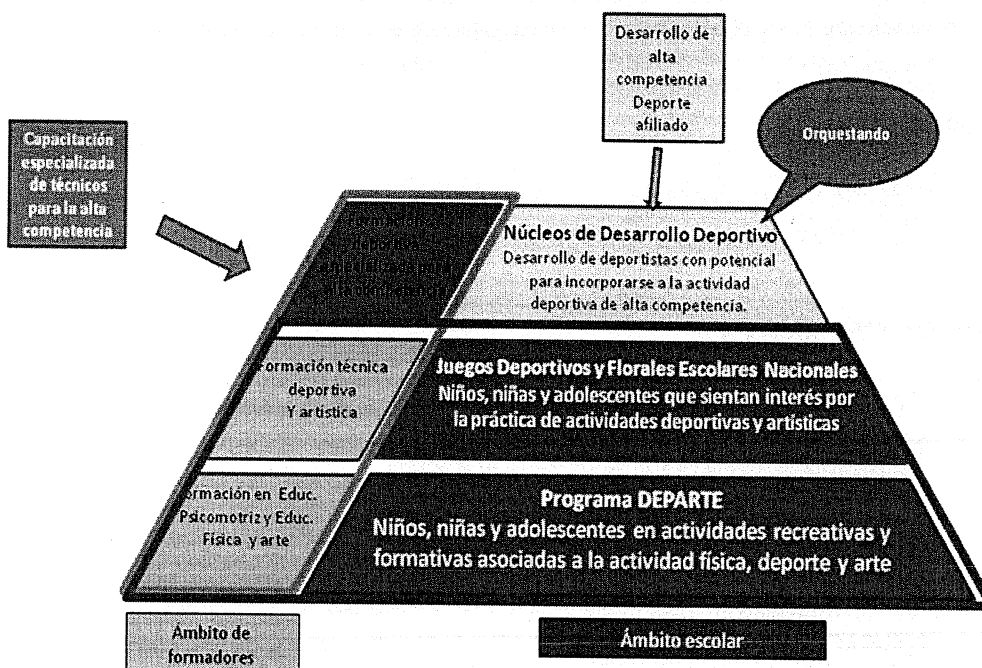 Desarrollo de
alta
competencia
Deporte
afiliado
Orquestando
Capacitación
especializada
de técnicos
para la alta
competencia
Núcleos de Desarrollo Deportivo
Desarrollo de deportistas con potencial
para incorporarse a la actividad
deportiva de alta competencia.
Formación técnica
deportiva
Y artística
Juegos Deportivos y Florales Escolares Nacionales
Niños, niñas y adolescentes que sientan interés por
la práctica de actividades deportivas y artísticas
ormación en Educ.
Psicomotriz y Educ.
Física y arte
Programa DEPARTE
Niños, niñas y adolescentes en actividades recreativas y
formativas asociadas a la actividad física, deporte y arte
Ámbito de
formadores
Ámbito escolar